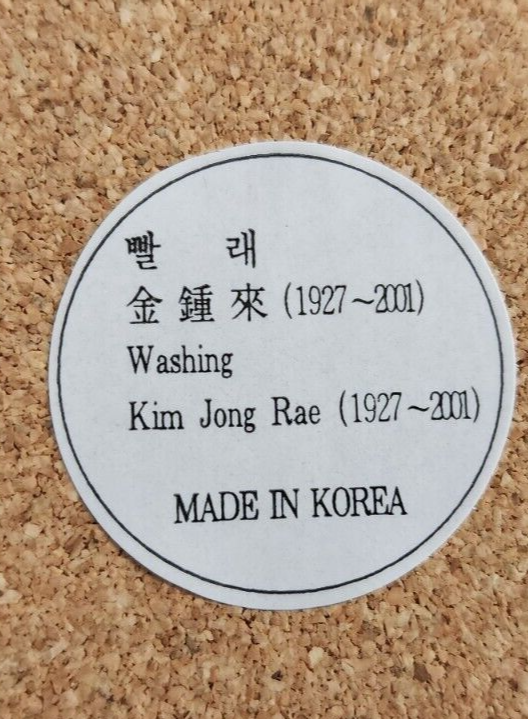 빨 래
金 鍾 來 (1927~2001)
Washing
Kim Jong Rae (1927~2001)
MADE IN KOREA